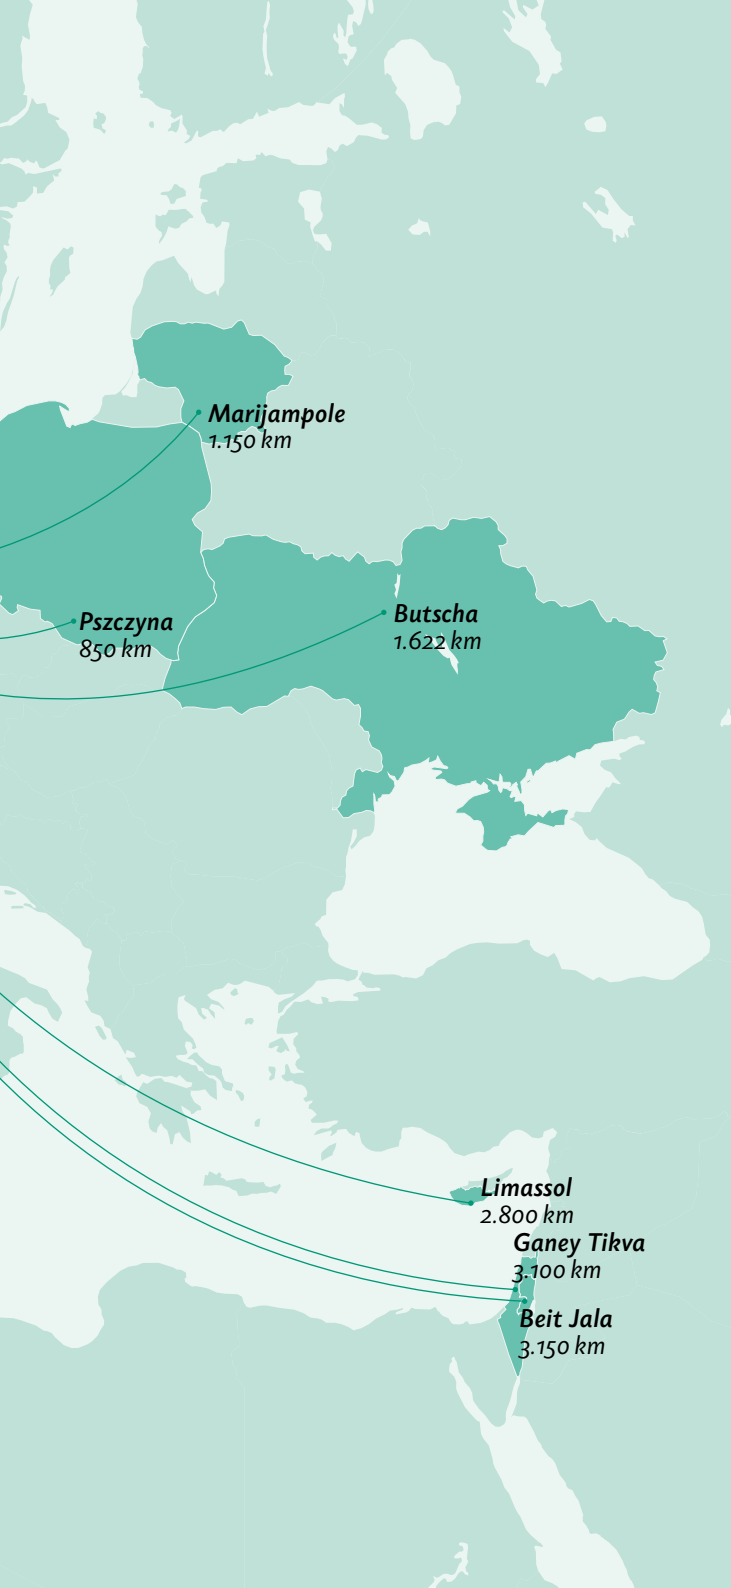 Marijampole
1.150 km
Pszczyna
850 km
Butscha
1.622 km
Limassol
2.800 km
Ganey Tikva
3.100 km
Beit Jala
3.150 km